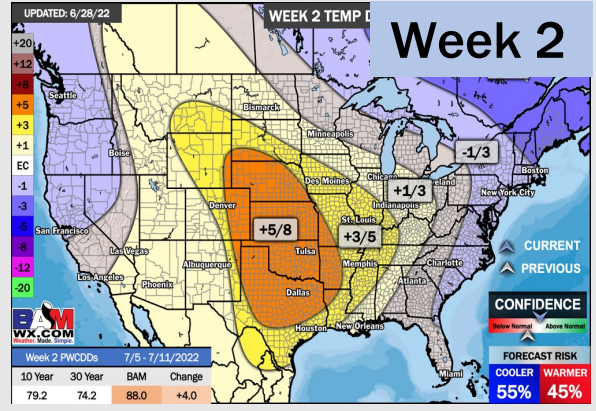 UPDATED: 6/28/22
WEEK 2 TEMP D
Week 2
+20
+12
+8
+5
+3
+1
EC
-1
-3
-5
-8
-12
-20
Seattle
Boise
San Francisco
Las Vegas
Los Angeles
Phoenix
Albuquerque
Denver
Bismarck
Minneapolis
Des Moines
Chicago
eland
Indianapolis
St. Louis
Tulsa
Memphis
Dallas
Houston
New Orleans
Atlanta
Charlotte
Miami
New York City
Boston
-1/3
+1/3
+3/5
+5/8
CURRENT
PREVIOUS
CONFIDENCE
Below Normal
Above Normal
FORECAST RISK
COOLER
WARMER
55%
45%
BAM
WX.COM
Weather. Made. Simple.
Week 2 PWCDDs 7/5 - 7/11/2022
10 Year 30 Year BAM Change
79.2 74.2 88.0 +4.0